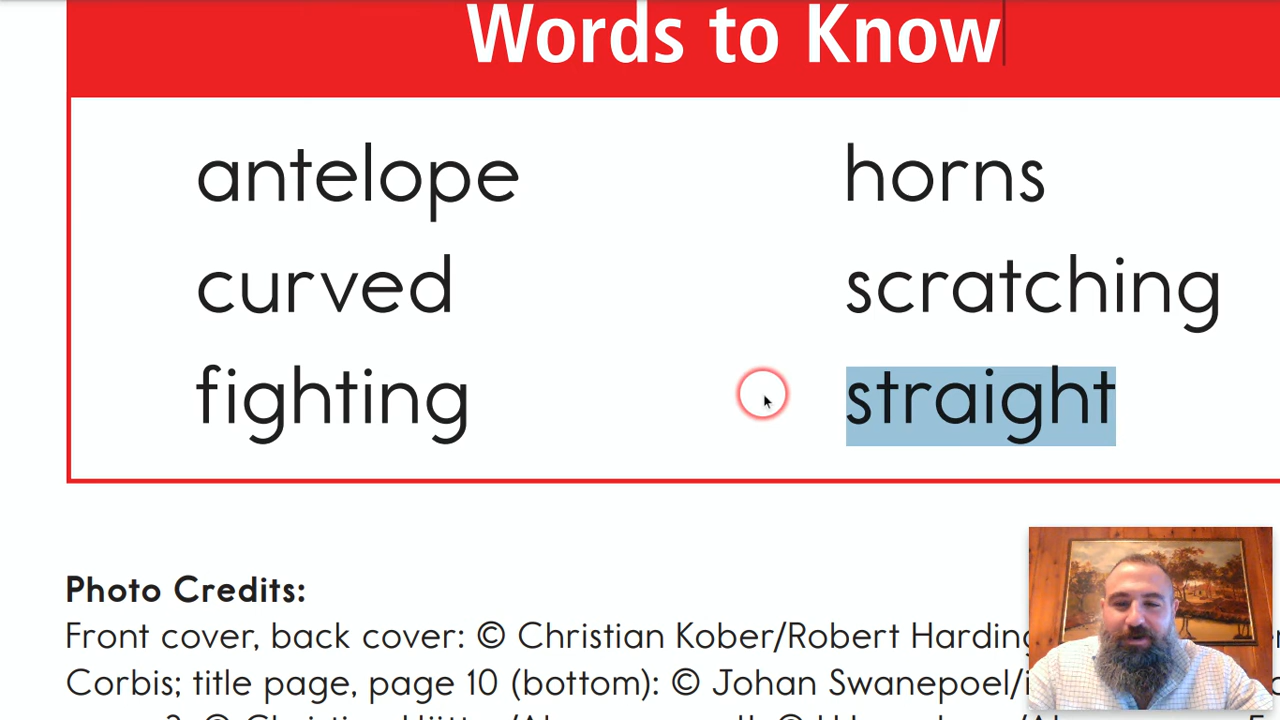 Words to Know
antelope horns
curved scratching
fighting straight
Photo Credits:
Front cover, back cover: © Christian Kober/Robert Harding
Corbis; title page, page 10 (bottom): © Johan Swanepoel/i